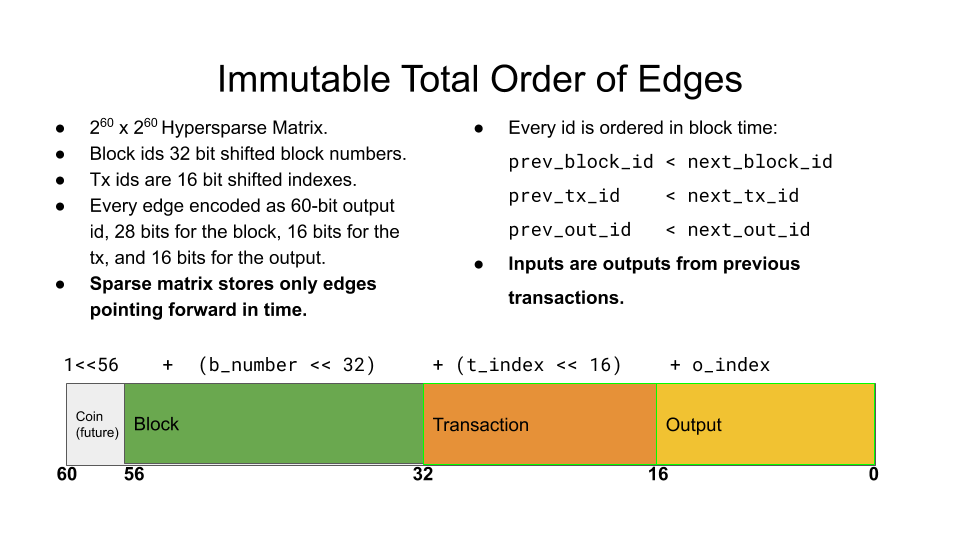 Immutable Total Order of Edges
● 2^60 x 2^60 Hypersparse Matrix.
● Block ids 32 bit shifted block numbers.
● Tx ids are 16 bit shifted indexes.
● Every edge encoded as 60-bit output
id, 28 bits for the block, 16 bits for the
tx, and 16 bits for the output.
● Sparse matrix stores only edges
pointing forward in time.
● Every id is ordered in block time:
prev_block_id < next_block_id
prev_tx_id < next_tx_id
prev_out_id < next_out_id
● Inputs are outputs from previous
transactions.
1<<56 + (b_number << 32) + (t_index << 16) + o_index
Coin
(future)
Block
Transaction
Output
60 56 32 16 0